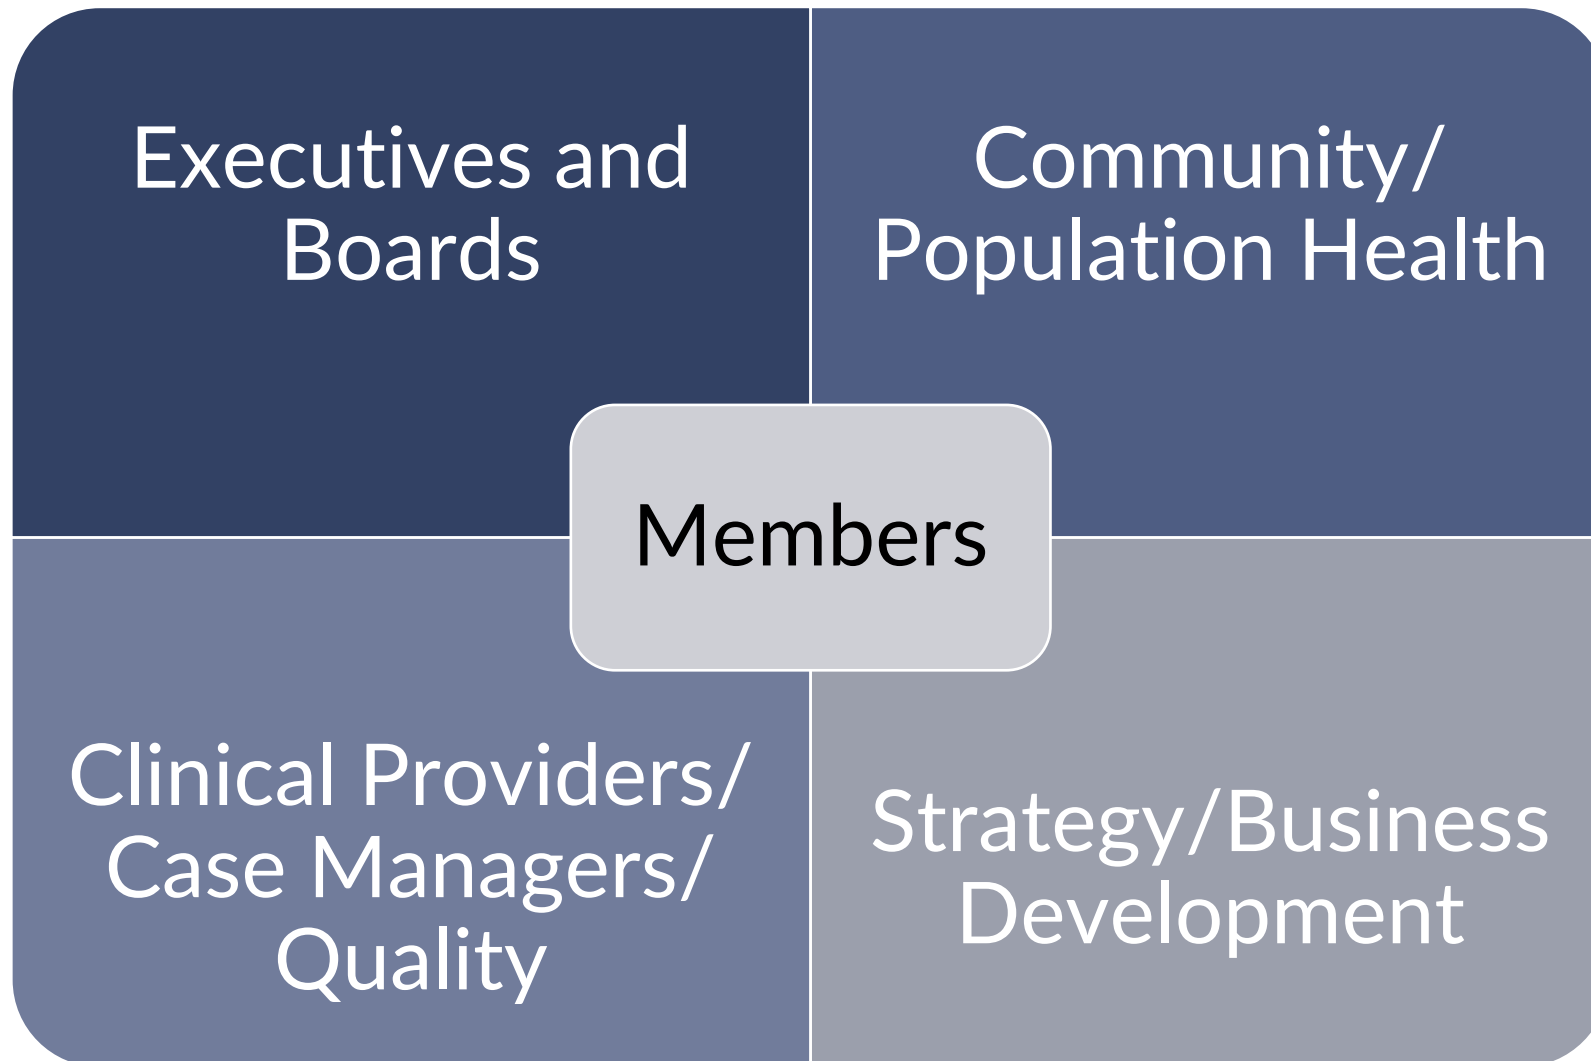 Executives and
Boards
Community/
Population Health
Members
Clinical Providers/
Case Managers/
Quality
Strategy/Business
Development